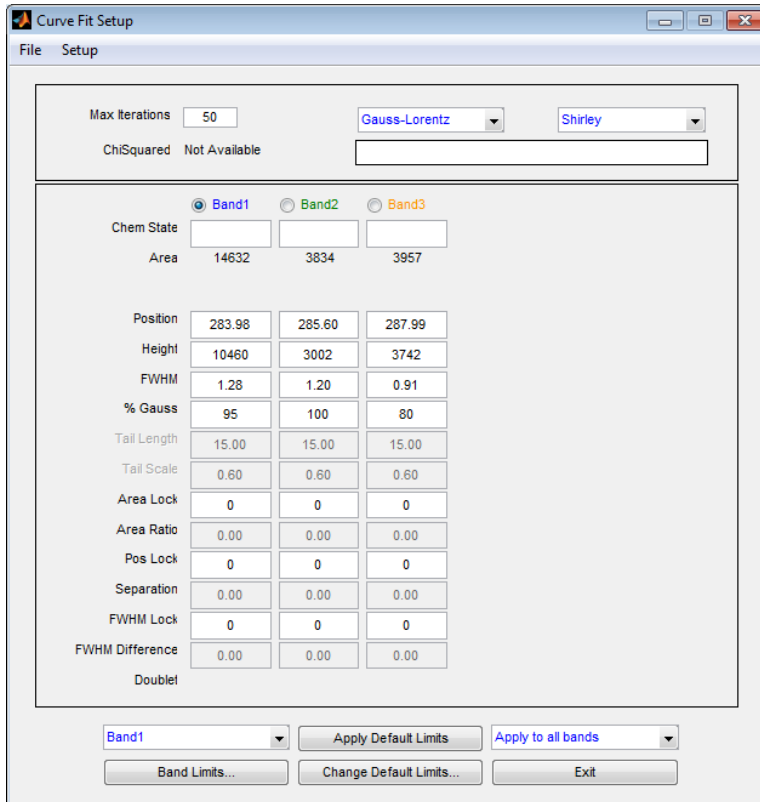 Curve Fit Setup
File Setup
Max Iterations 50 Gauss-Lorentz Shirley
ChiSquared Not Available
Band1 Band2 Band3
Chem State
Area 14632 3834 3957
Position 283.98 285.60 287.99
Height 10460 3002 3742
FWHM 1.28 1.20 0.91
% Gauss 95 100 80
Tail Length 15.00 15.00 15.00
Tail Scale 0.60 0.60 0.60
Area Lock 0 0 0
Area Ratio 0.00 0.00 0.00
Pos Lock 0 0 0
Separation 0.00 0.00 0.00
FWHM Lock 0 0 0
FWHM Difference 0.00 0.00 0.00
Doublet
Band1 Apply Default Limits Apply to all bands
Band Limits... Change Default Limits... Exit